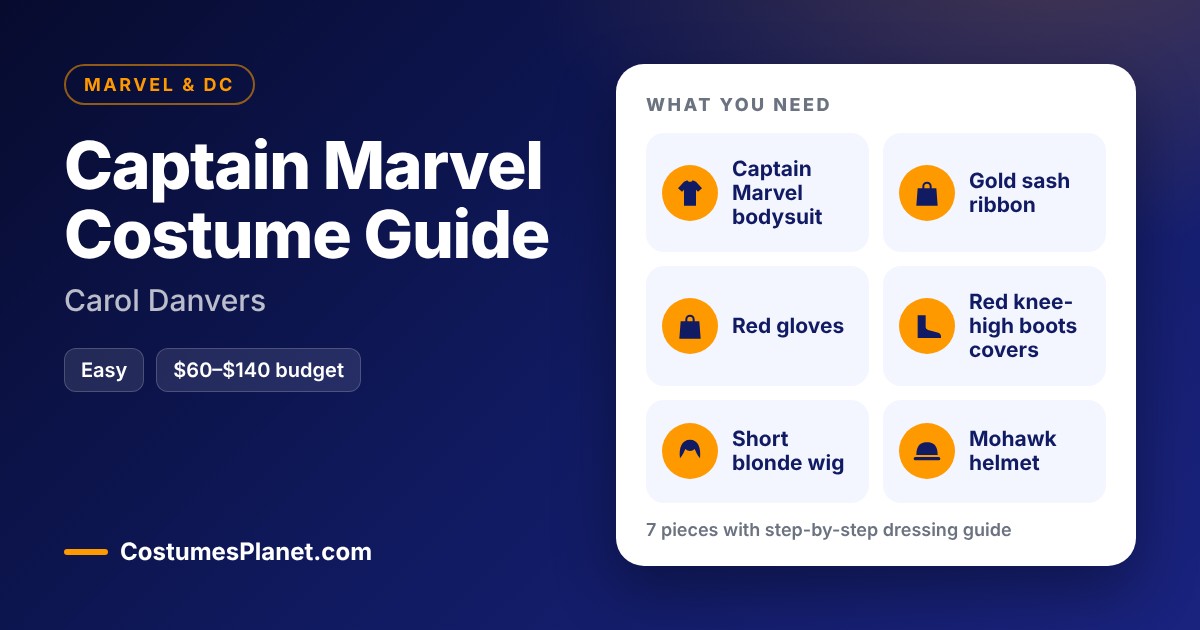 MARVEL & DC
Captain Marvel
Costume Guide
Carol Danvers
Easy
$60–$140 budget
CostumesPlanet.com
WHAT YOU NEED
Captain
Marvel
bodysuit
Gold sash
ribbon
Red gloves
Red knee-
high boots
covers
Short
blonde wig
Mohawk
helmet
7 pieces with step-by-step dressing guide